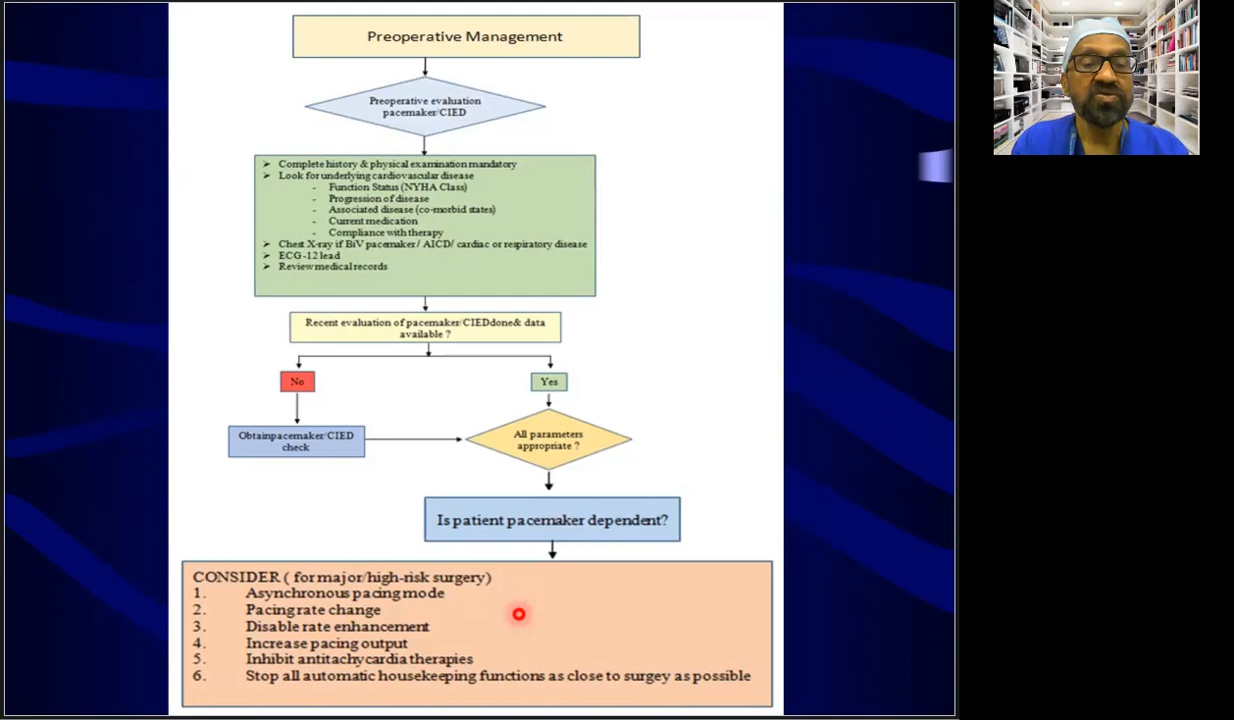 Preoperative Management
Preoperative evaluation
pacemaker/CIED
➢ Complete history & physical examination mandatory
➢ Look for underlying cardiovascular disease
- Function Status (NYHA Class)
- Progression of disease
- Associated disease (co-morbid states)
- Current medication
- Compliance with therapy
➢ Chest X-ray if BiV pacemaker/ AICD/ cardiac or respiratory disease
➢ ECG -12 lead
➢ Review medical records
Recent evaluation of pacemaker/CIEDdone& data
available ?
No
Yes
Obtainpacemaker/CIED
check
All parameters
appropriate ?
Is patient pacemaker dependent?
CONSIDER ( for major/high-risk surgery)
1. Asynchronous pacing mode
2. Pacing rate change
3. Disable rate enhancement
4. Increase pacing output
5. Inhibit antitachycardia therapies
6. Stop all automatic housekeeping functions as close to surgey as possible